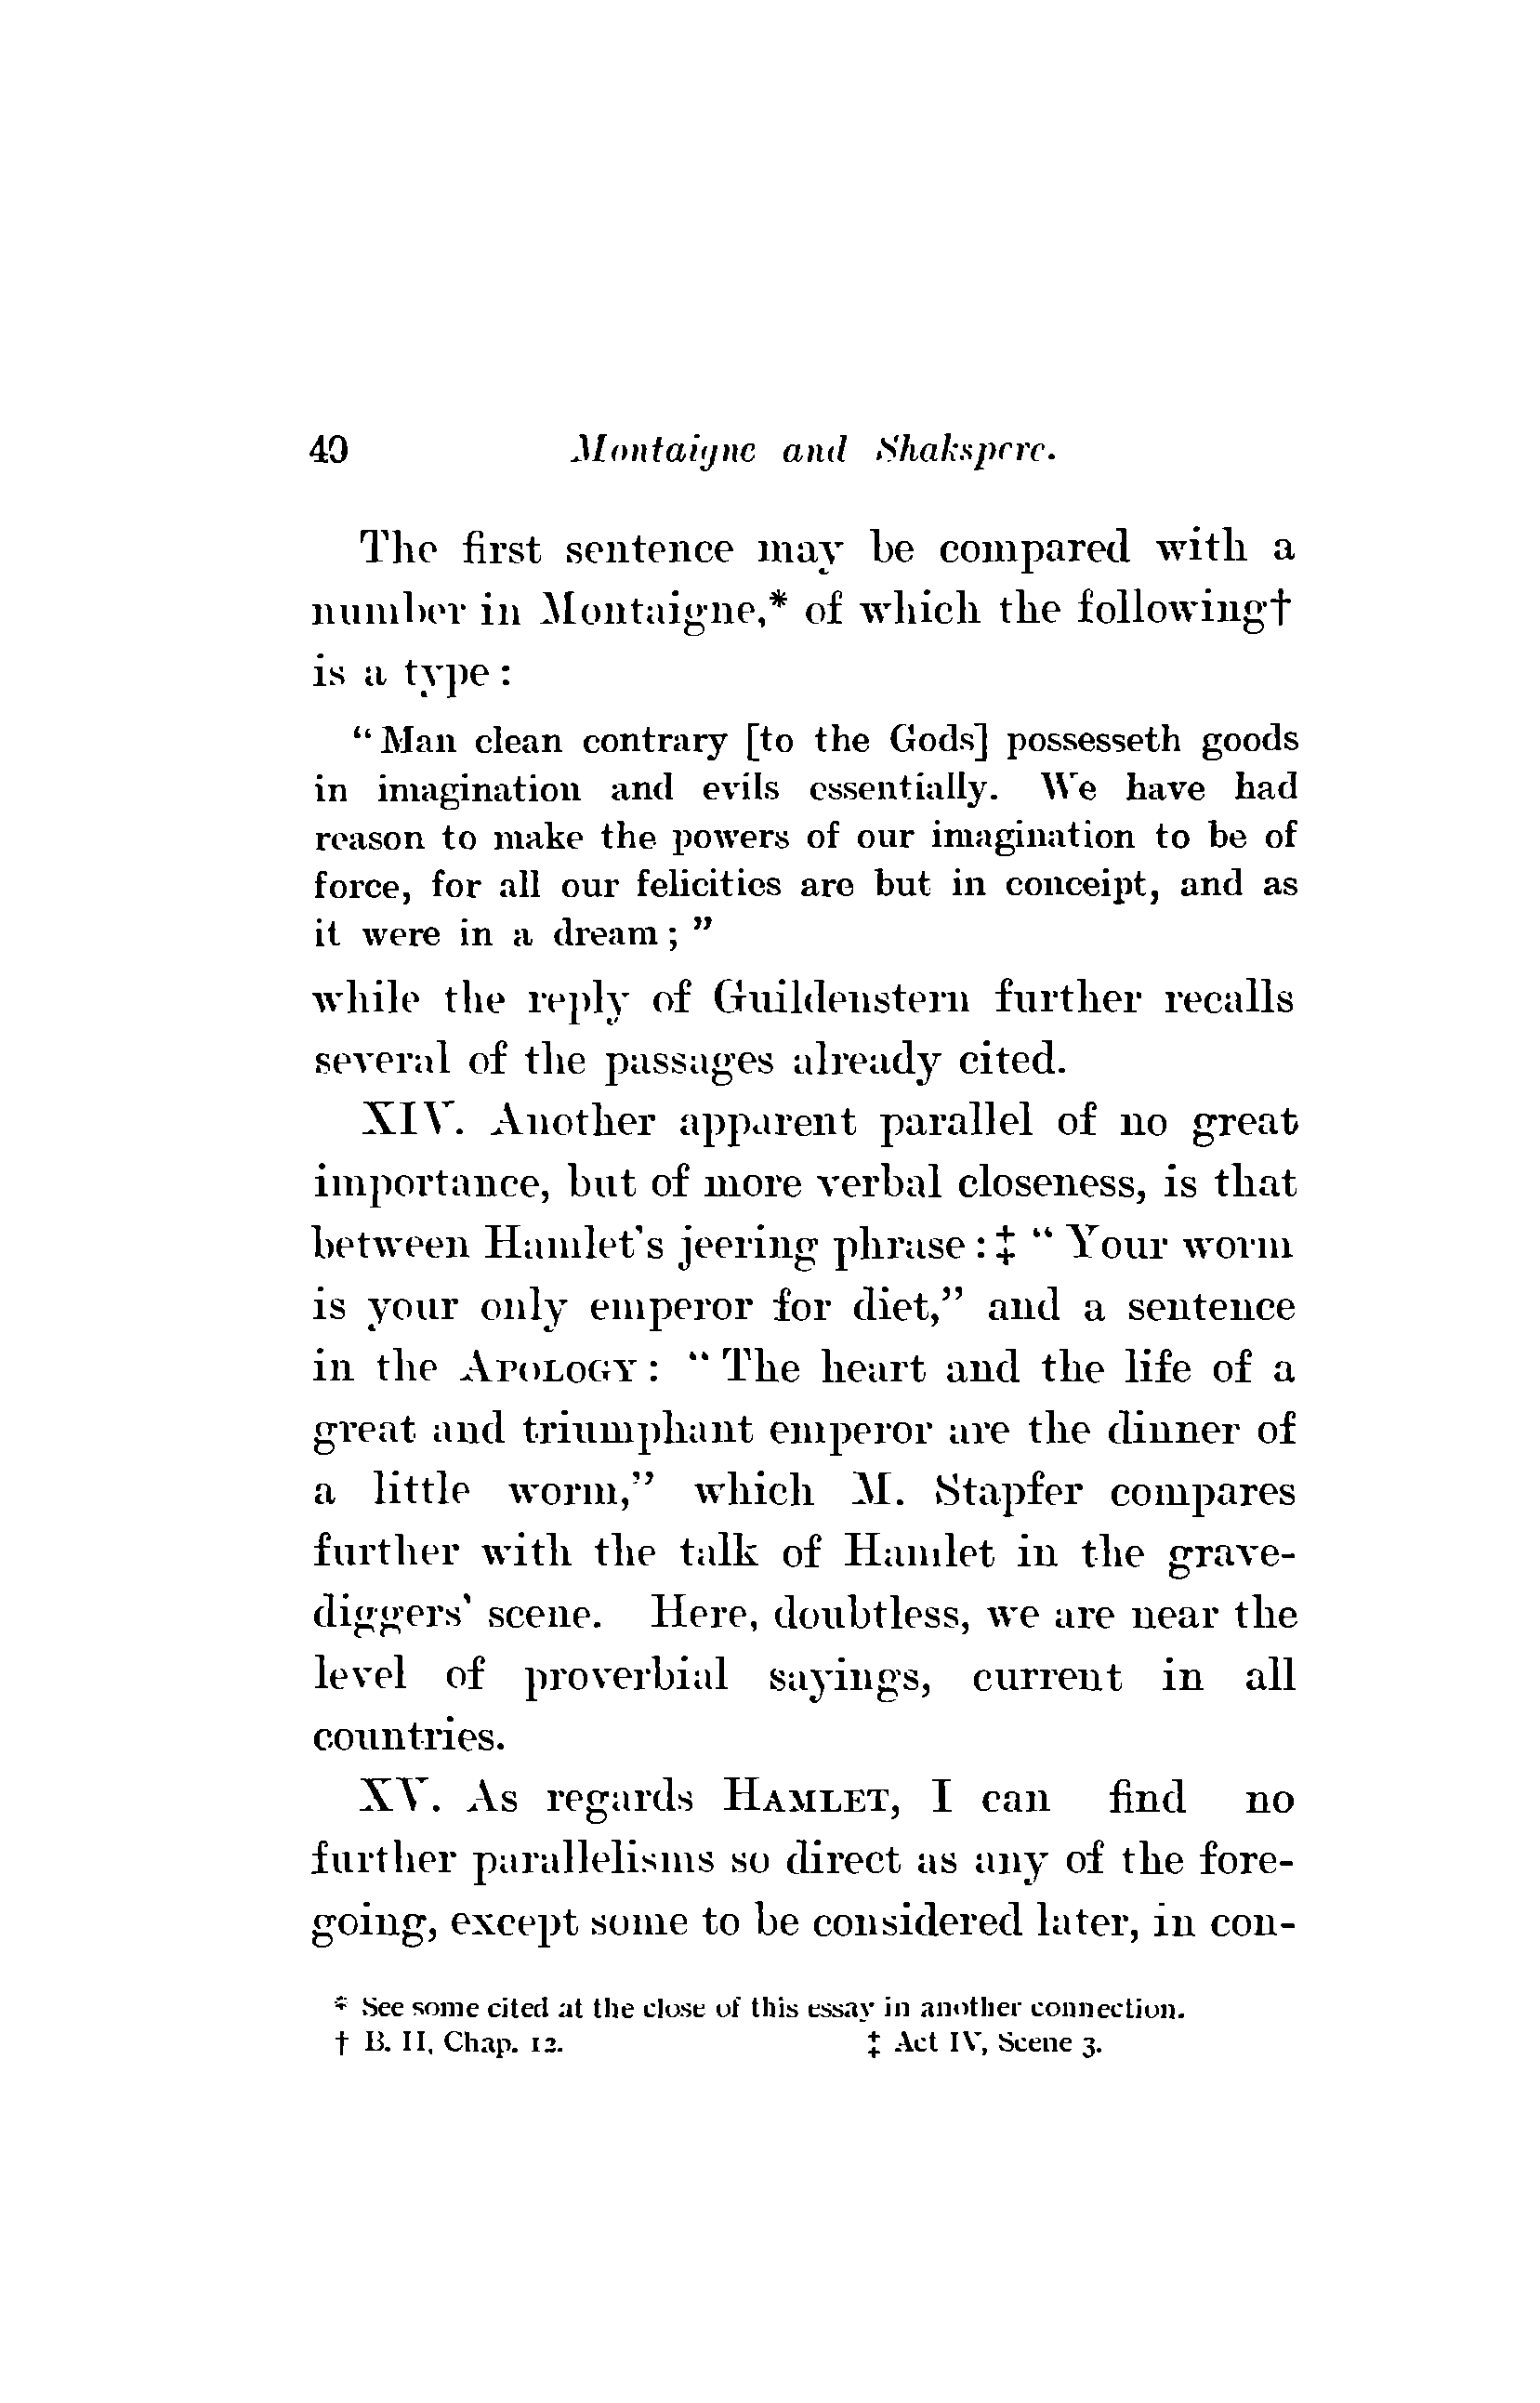 40 Montaigne and Shakspere.
The first sentence may be compared with a
number in Montaigne,* of which the following†
is a type:
“Man clean contrary [to the Gods] possesseth goods
in imagination and evils essentially. We have had
reason to make the powers of our imagination to be of
force, for all our felicities are but in conceipt, and as
it were in a dream;”
while the reply of Guildenstern further recalls
several of the passages already cited.
XIV. Another apparent parallel of no great
importance, but of more verbal closeness, is that
between Hamlet's jeering phrase:‡ “Your worm
is your only emperor for diet,” and a sentence
in the APOLOGY: “The heart and the life of a
great and triumphant emperor are the dinner of
a little worm,” which M. Stapfer compares
further with the talk of Hamlet in the grave-
diggers' scene. Here, doubtless, we are near the
level of proverbial sayings, current in all
countries.
XV. As regards HAMLET, I can find no
further parallelisms so direct as any of the fore-
going, except some to be considered later, in con-
* See some cited at the close of this essay in another connection.
† B. II, Chap. 12. ‡ Act IV, Scene 3.